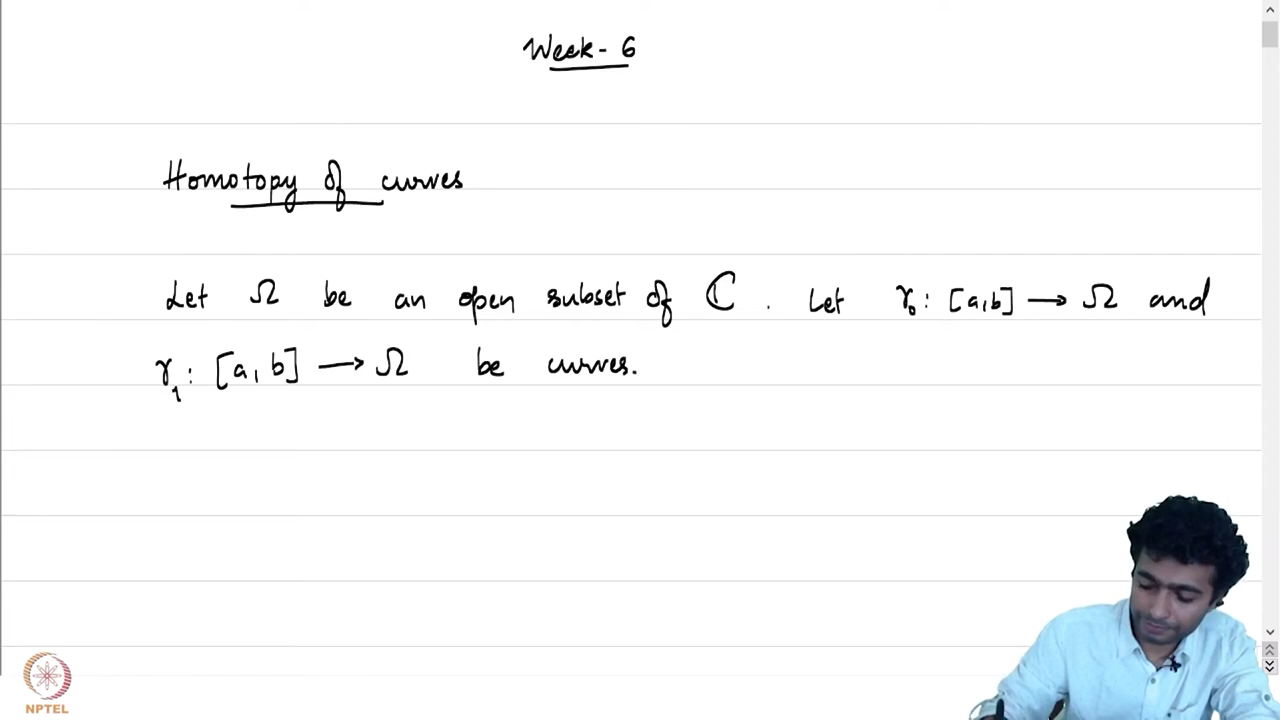 Week - 6
Homotopy of curves
Let Ω be an open subset of ℂ . Let γ₀ : [a,b] ⟶ Ω and
γ₁ : [a, b] ⟶ Ω be curves.
NPTEL